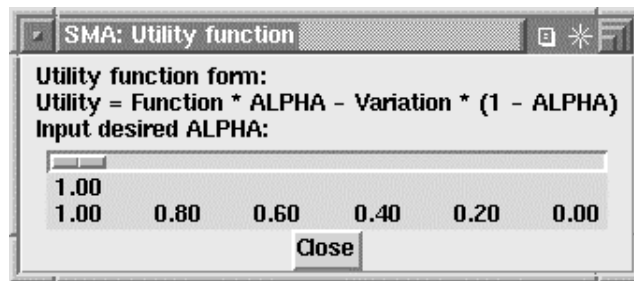 SMA: Utility function
Utility function form:
Utility = Function * ALPHA - Variation * (1 - ALPHA)
Input desired ALPHA:
1.00
1.00 0.80 0.60 0.40 0.20 0.00
Close